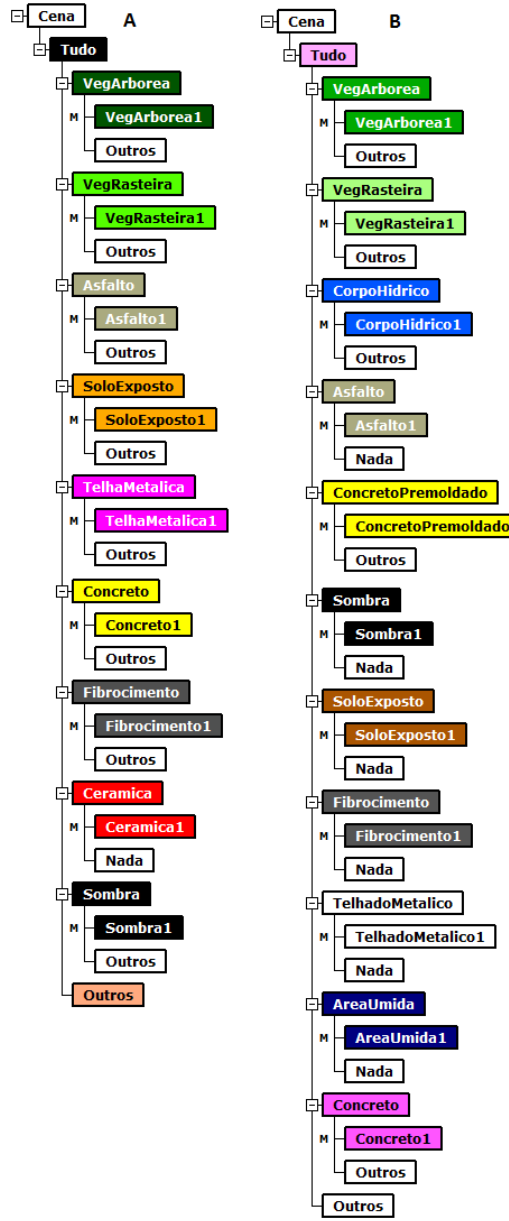 Cena
A
Tudo
VegArborea
M
VegArborea1
Outros
VegRasteira
M
VegRasteira1
Outros
Asfalto
M
Asfalto1
Outros
SoloExposto
M
SoloExposto1
Outros
TelhaMetalica
M
TelhaMetalica1
Outros
Concreto
M
Concreto1
Outros
Fibrocimento
M
Fibrocimento1
Outros
Ceramica
M
Ceramica1
Nada
Sombra
M
Sombra1
Outros
Outros
Cena
B
Tudo
VegArborea
M
VegArborea1
Outros
VegRasteira
M
VegRasteira1
Outros
CorpoHidrico
M
CorpoHidrico1
Outros
Asfalto
M
Asfalto1
Nada
ConcretoPremoldado
M
ConcretoPremoldado
Outros
Sombra
M
Sombra1
Nada
SoloExposto
M
SoloExposto1
Nada
Fibrocimento
M
Fibrocimento1
Nada
TelhadoMetalico
M
TelhadoMetalico1
Nada
AreaUmida
M
AreaUmida1
Nada
Concreto
M
Concreto1
Outros
Outros